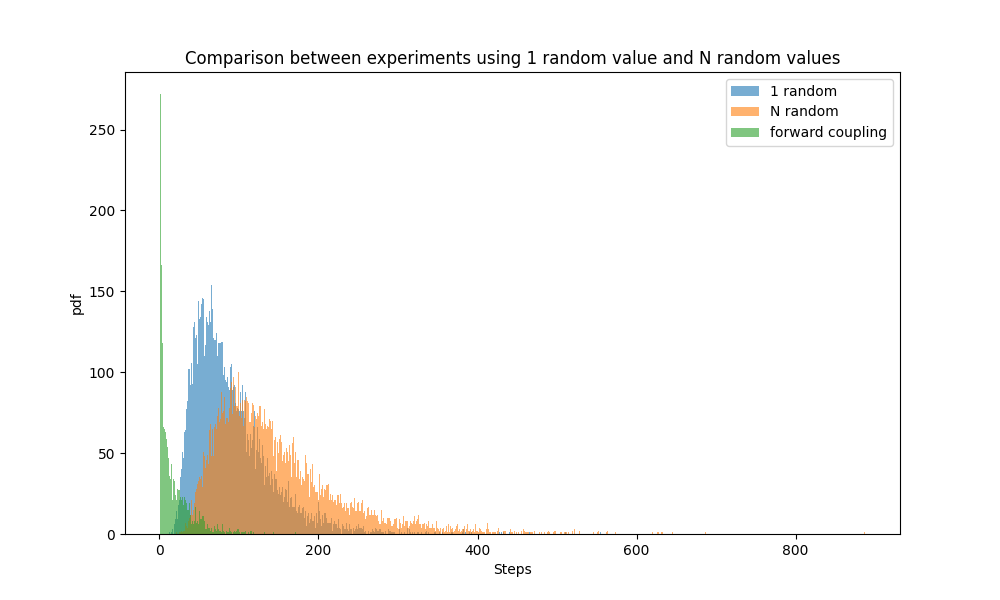 Comparison between experiments using 1 random value and N random values
1 random
N random
forward coupling
250
200
150
100
50
0
pdf
0 200 400 600 800
Steps